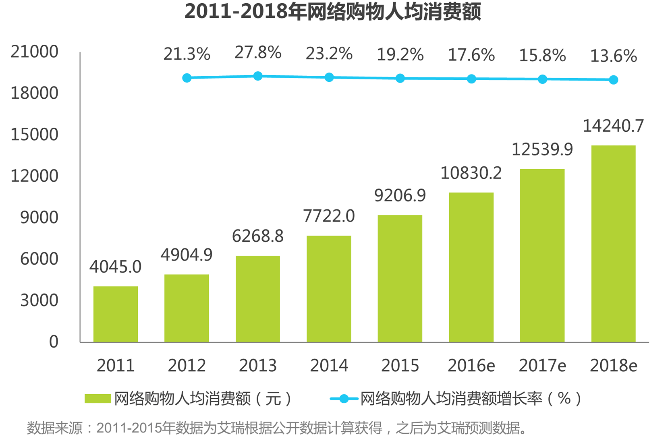 2011-2018年网络购物人均消费额
21000
18000
15000
12000
9000
6000
3000
0
21.3% 27.8% 23.2% 19.2% 17.6% 15.8% 13.6%
4045.0 4904.9 6268.8 7722.0 9206.9 10830.2 12539.9 14240.7
2011 2012 2013 2014 2015 2016e 2017e 2018e
网络购物人均消费额（元） 网络购物人均消费额增长率（%）
数据来源：2011-2015年数据为艾瑞根据公开数据计算获得，之后为艾瑞预测数据。